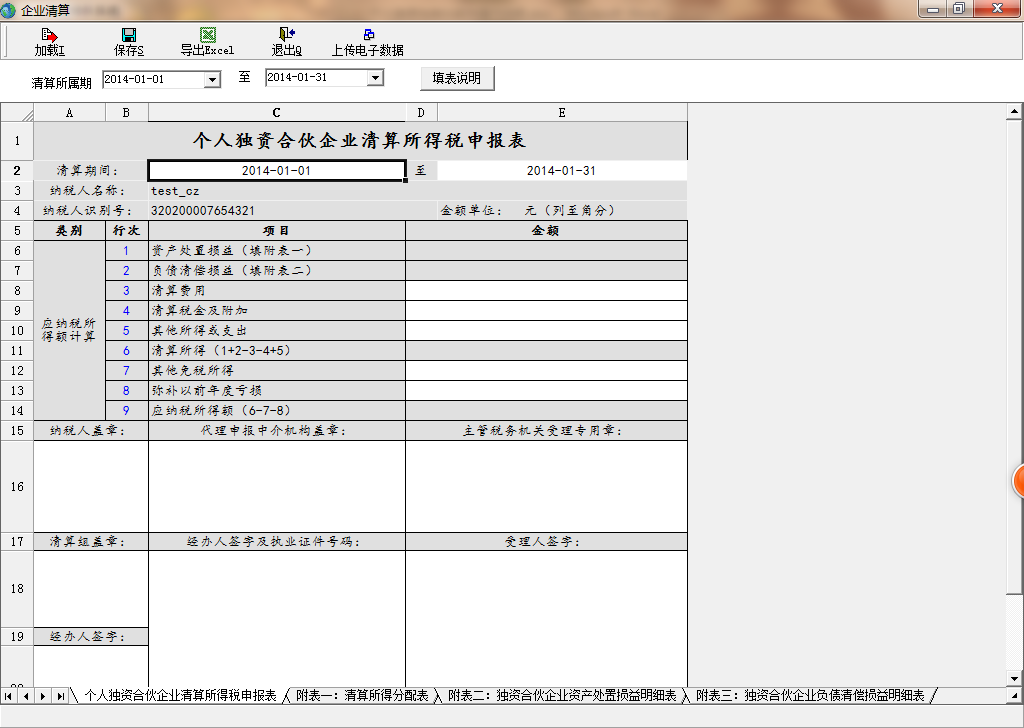 企业清算
加载I 保存S 导出Excel 退出Q 上传电子数据
清算所属期 2014-01-01 至 2014-01-31 填表说明
A B C D E
1 个人独资合伙企业清算所得税申报表
2 清算期间: 2014-01-01 至 2014-01-31
3 纳税人名称: test_cz
4 纳税人识别号: 320200007654321 金额单位: 元（列至角分）
5 类别 行次 项目 金额
6 1 资产处置损益（填附表一）
7 2 负债清偿损益（填附表二）
8 3 清算费用
9 4 清算税金及附加
应纳税所得额计算
10 5 其他所得或支出
11 6 清算所得（1+2-3-4+5）
12 7 其他免税所得
13 8 弥补以前年度亏损
14 9 应纳税所得额（6-7-8）
15 纳税人盖章: 代理申报中介机构盖章: 主管税务机关受理专用章:
16
17 清算组盖章: 经办人签字及执业证件号码: 受理人签字:
18
19 经办人签字:
个人独资合伙企业清算所得税申报表 附表一: 清算所得分配表 附表二: 独资合伙企业资产处置损益明细表 附表三: 独资合伙企业负债清偿损益明细表